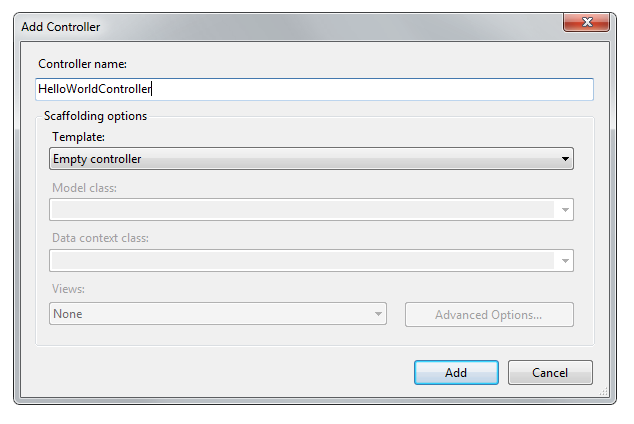 Add Controller
Controller name:
HelloWorldController
Scaffolding options
Template:
Empty controller
Model class:
Data context class:
Views:
None
Advanced Options...
Add
Cancel